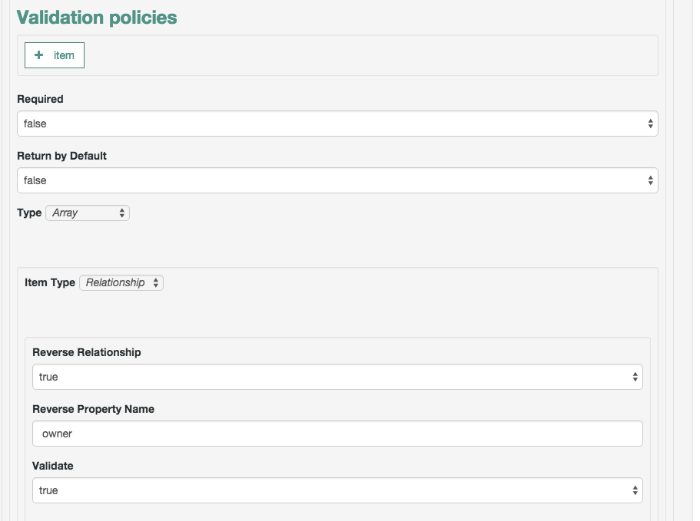 Validation policies
+ item
Required
false
Return by Default
false
Type Array
Item Type Relationship
Reverse Relationship
true
Reverse Property Name
owner
Validate
true